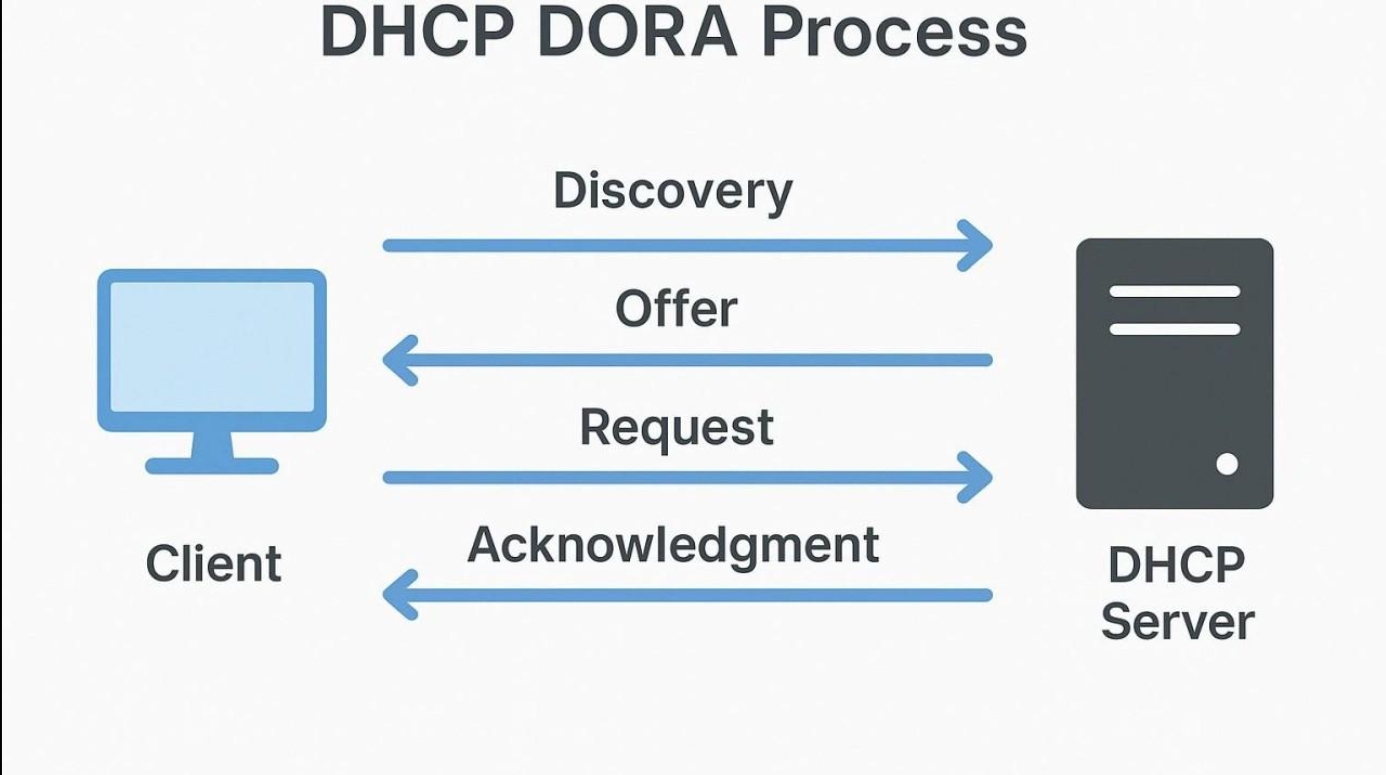 DHCP DORA Process
Discovery
Offer
Request
Acknowledgment
Client
DHCP
Server